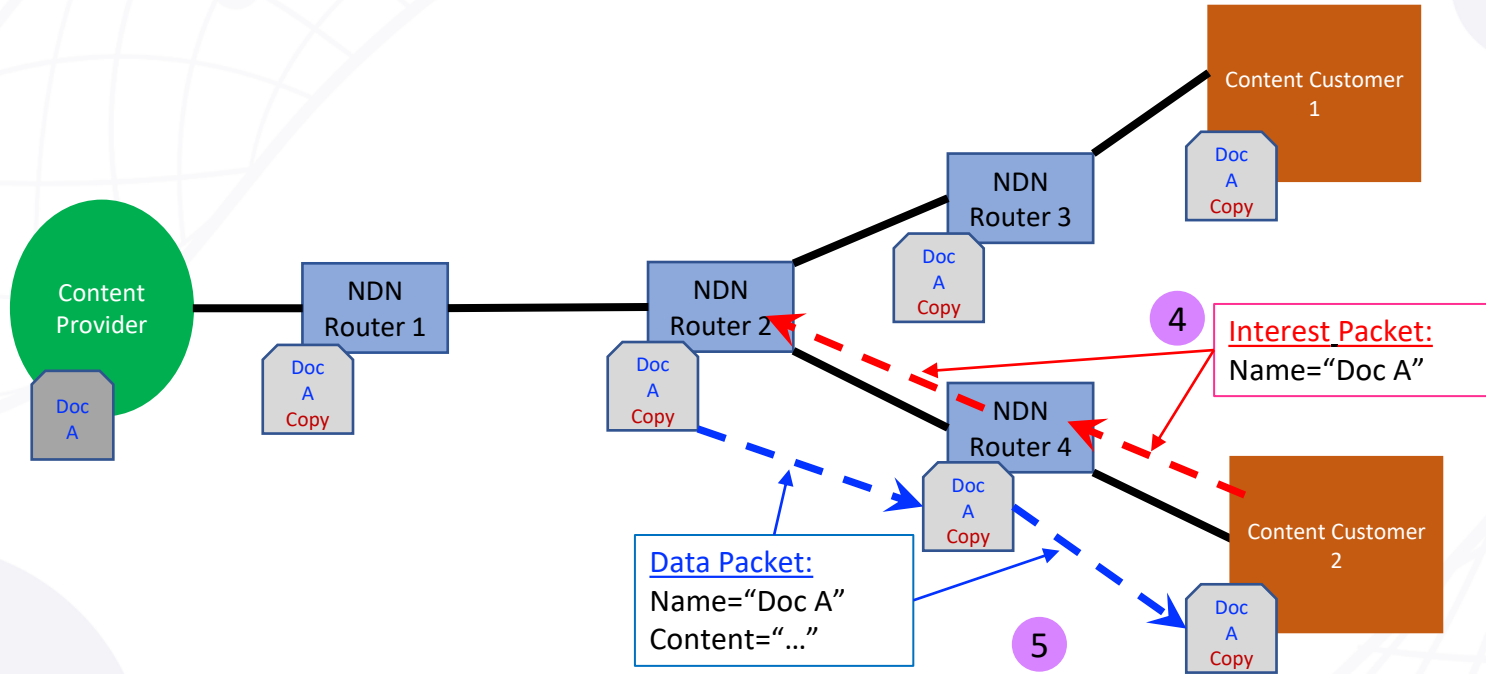 Content Customer
1
Doc
A
Copy
NDN
Router 3
Doc
A
Copy
Content
Provider
Doc
A
NDN
Router 1
Doc
A
Copy
NDN
Router 2
Doc
A
Copy
4
Interest Packet:
Name="Doc A"
NDN
Router 4
Doc
A
Copy
Content Customer
2
Doc
A
Copy
Data Packet:
Name=“Doc A”
Content=“…”
5